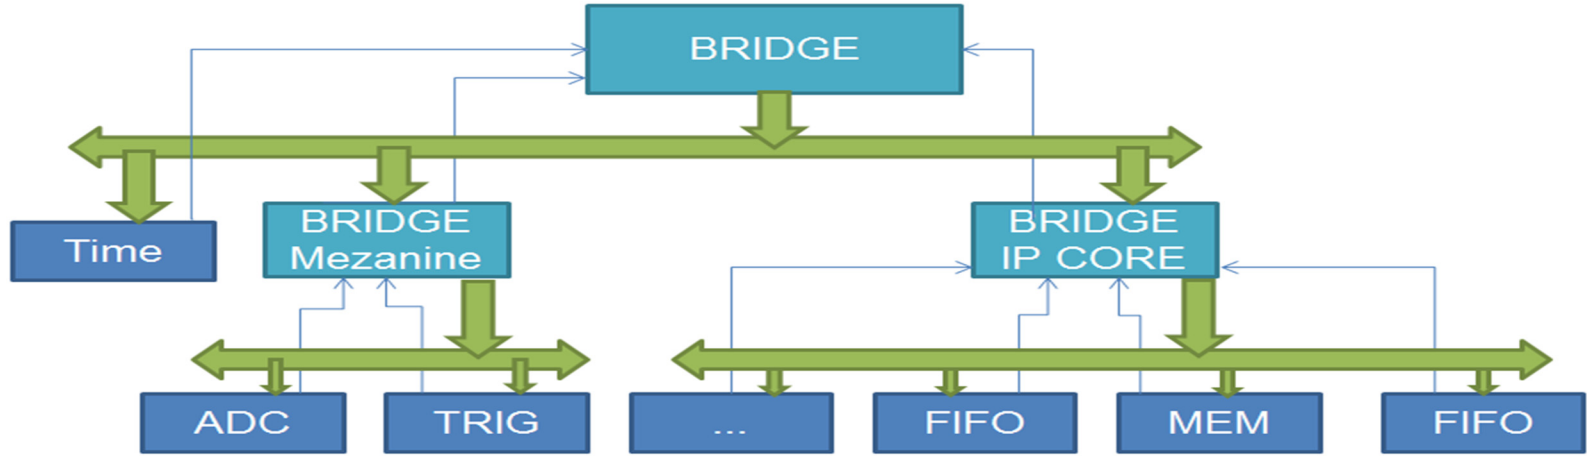 BRIDGE
Time
BRIDGE
Mezanine
BRIDGE
IP CORE
ADC
TRIG
...
FIFO
MEM
FIFO